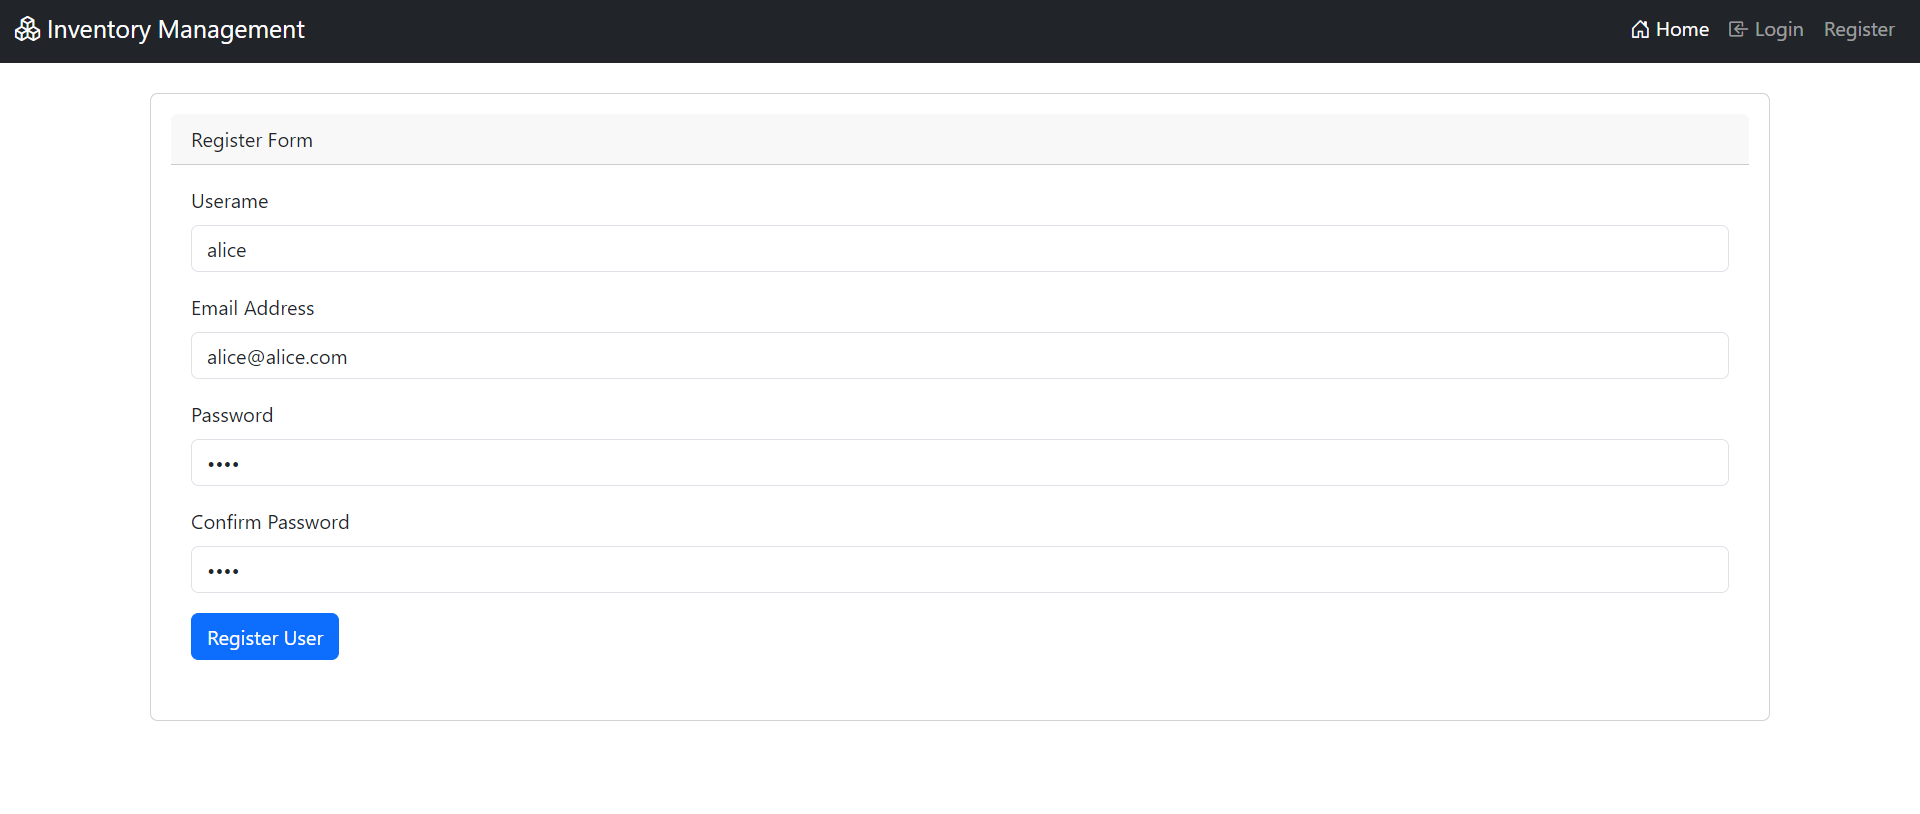 Inventory Management
Home Login Register
Register Form
Userame
alice
Email Address
alice@alice.com
Password
••••
Confirm Password
••••
Register User